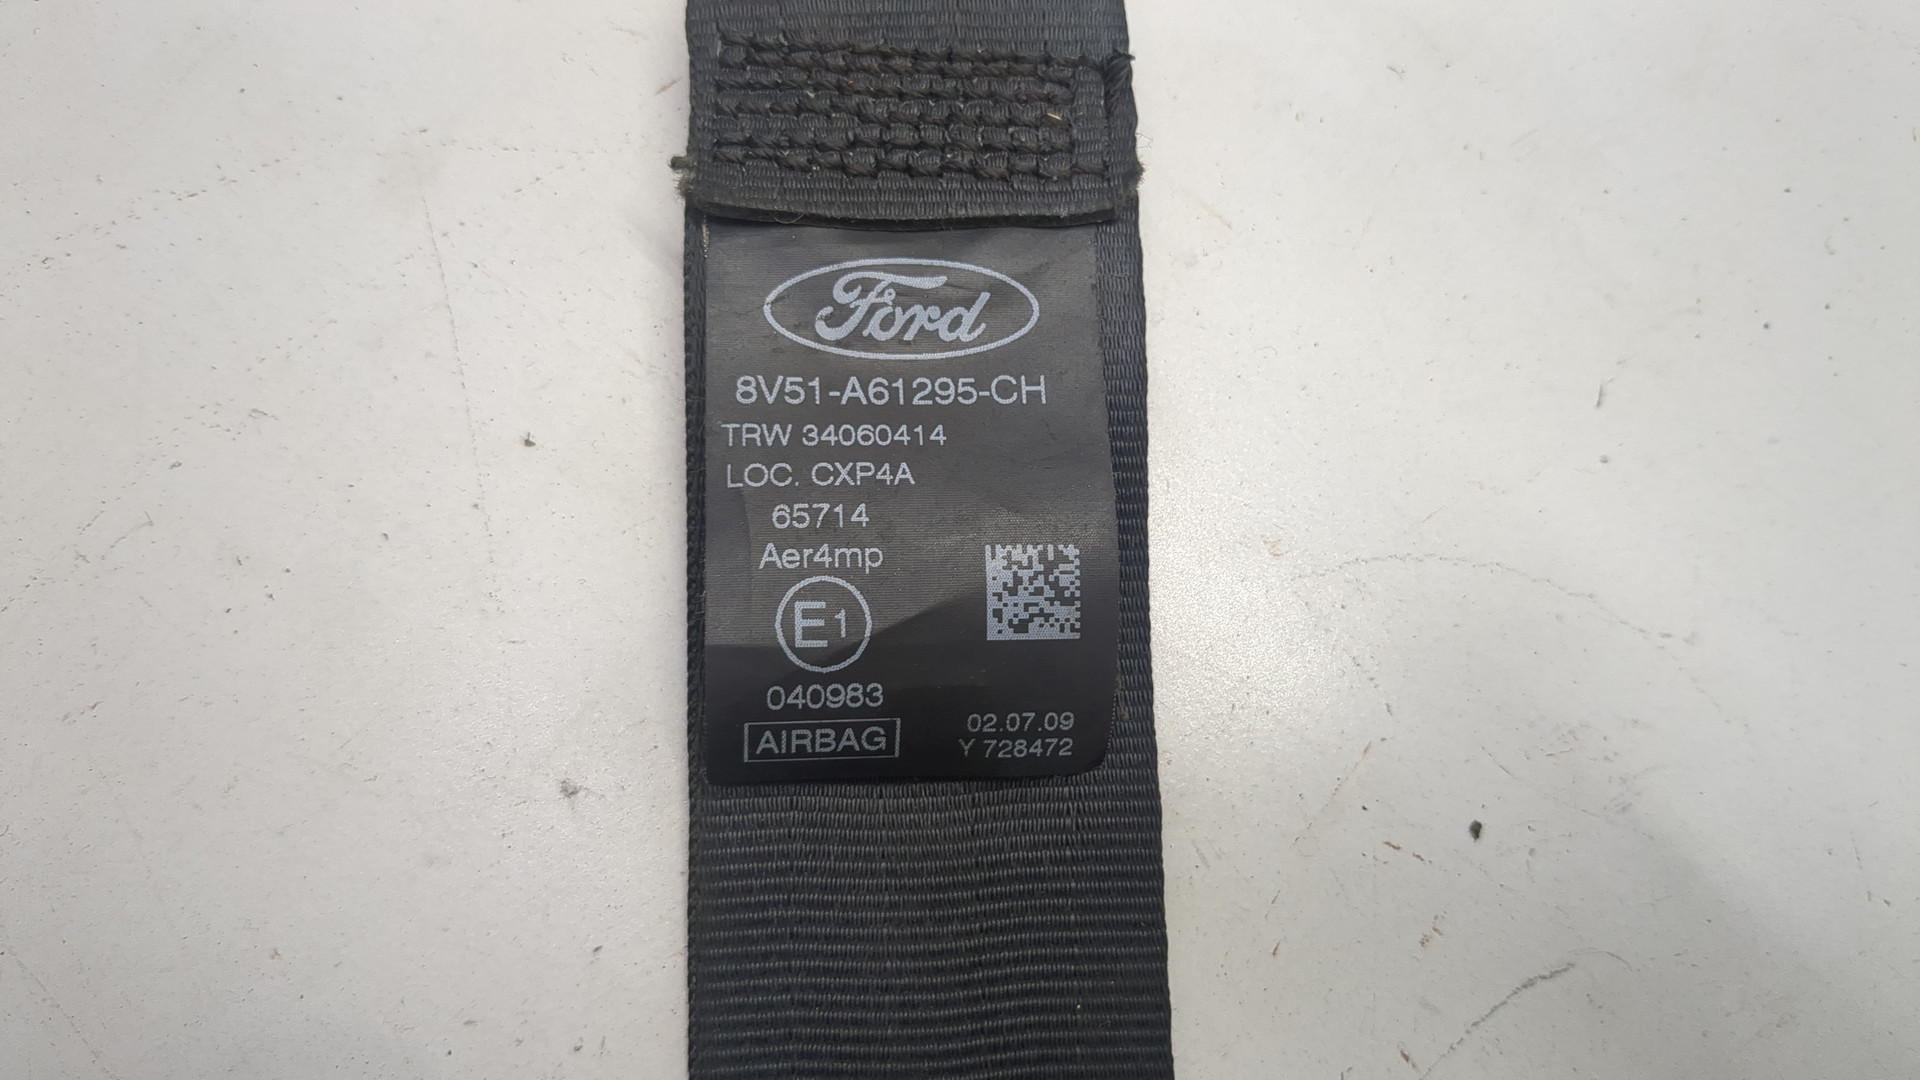 Ford
8V51-A61295-CH
TRW 34060414
LOC. CXP4A
65714
Aer4mp
E1
040983
AIRBAG
02.07.09
Y 728472